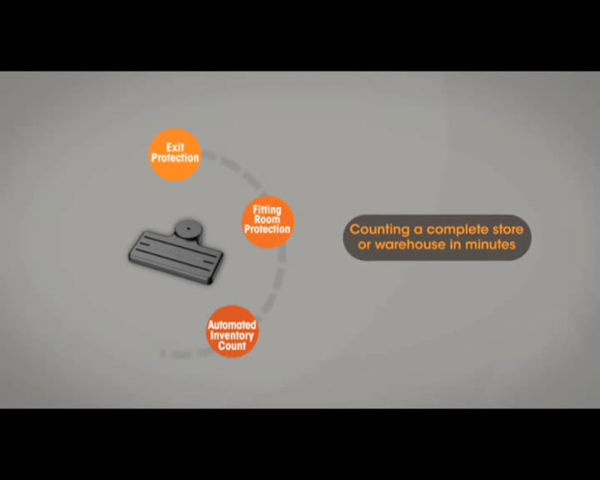 Exit
Protection
Fitting
Room
Protection
Counting a complete store
or warehouse in minutes
Automated
Inventory
Count